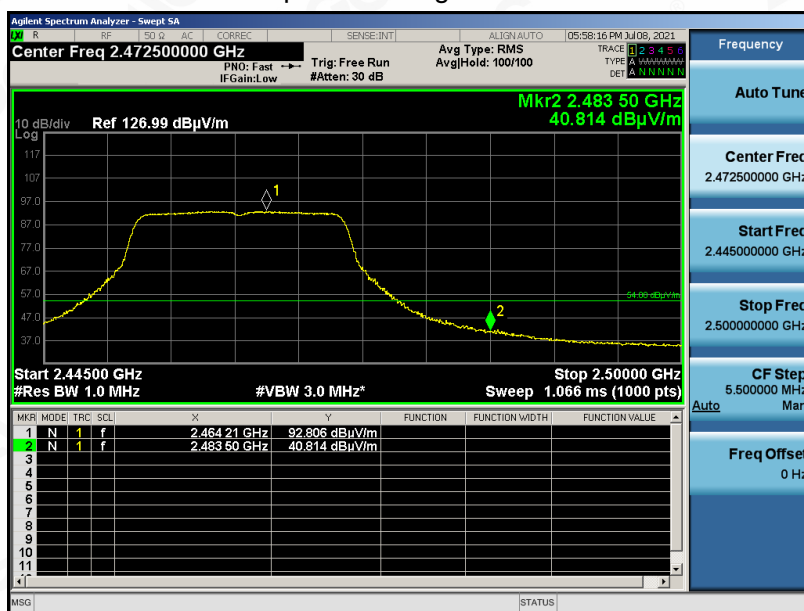 Agilent Spectrum Analyzer - Swept SA
LXI R RF 50 Ω AC CORREC SENSE:INT ALIGN AUTO 05:58:16 PM Jul 08, 2021
Center Freq 2.472500000 GHz
PNO: Fast
IFGain:Low
Trig: Free Run
#Atten: 30 dB
Avg Type: RMS
Avg|Hold: 100/100
TRACE 1 2 3 4 5 6
TYPE A
DET A N N N N N
Mkr2 2.483 50 GHz
40.814 dBµV/m
10 dB/div
Log
Ref 126.99 dBµV/m
117
107
97.0
87.0
77.0
67.0
57.0
47.0
37.0
1
54.00 dBµV/m
2
Start 2.44500 GHz
Stop 2.50000 GHz
#Res BW 1.0 MHz
#VBW 3.0 MHz*
Sweep 1.066 ms (1000 pts)
MKR MODE TRC SCL X Y FUNCTION FUNCTION WIDTH FUNCTION VALUE
1 N 1 f 2.464 21 GHz 92.806 dBµV/m
2 N 1 f 2.483 50 GHz 40.814 dBµV/m
3
4
5
6
7
8
9
10
11
MSG
STATUS
Frequency
Auto Tune
Center Freq
2.472500000 GHz
Start Freq
2.445000000 GHz
Stop Freq
2.500000000 GHz
CF Step
5.500000 MHz
Auto Man
Freq Offset
0 Hz